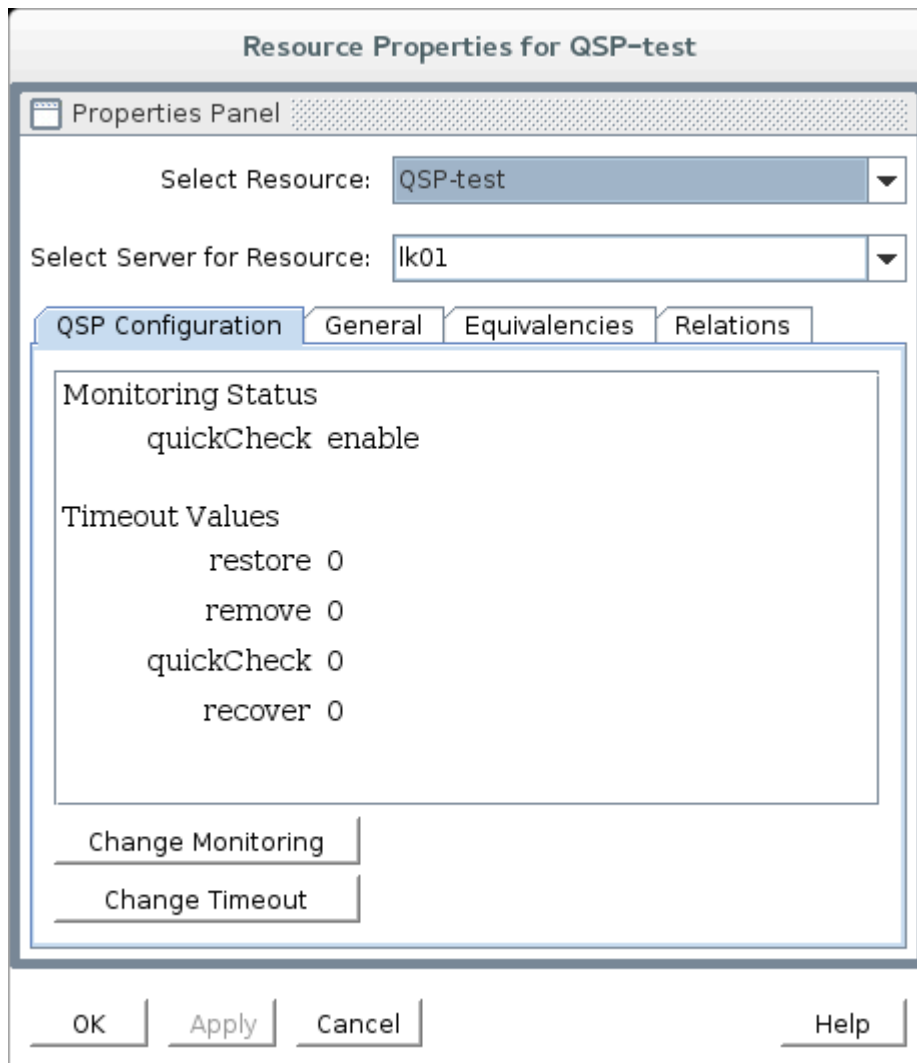 Resource Properties for QSP-test
Properties Panel
Select Resource: QSP-test
Select Server for Resource: lk01
QSP Configuration General Equivalencies Relations
Monitoring Status
quickCheck enable
Timeout Values
restore 0
remove 0
quickCheck 0
recover 0
Change Monitoring
Change Timeout
OK Apply Cancel Help